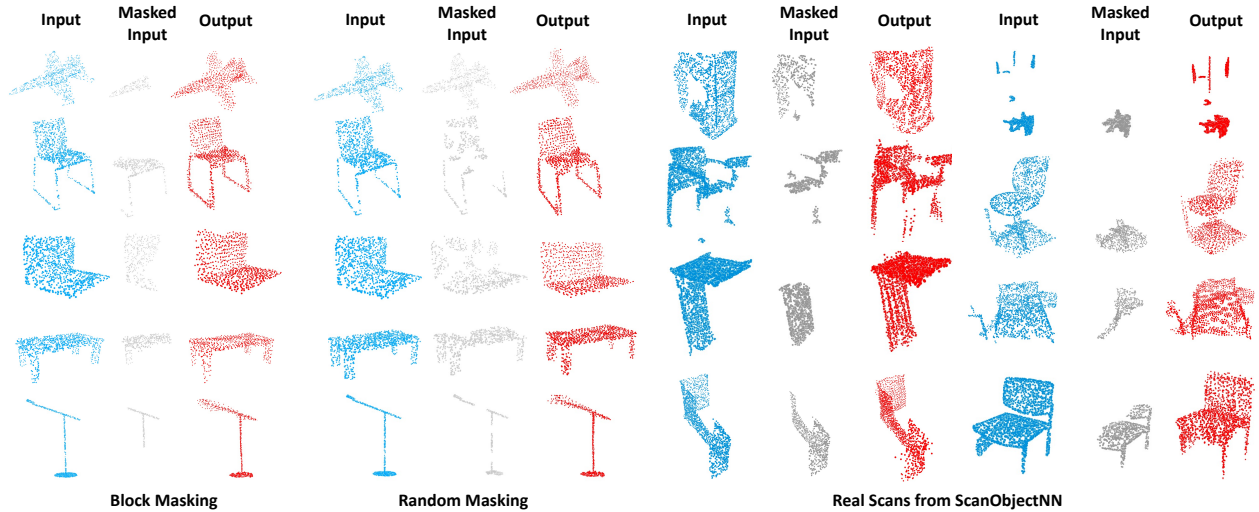 Input
Masked
Input
Output
Input
Masked
Input
Output
Input
Masked
Input
Output
Input
Masked
Input
Output
Block Masking
Random Masking
Real Scans from ScanObjectNN